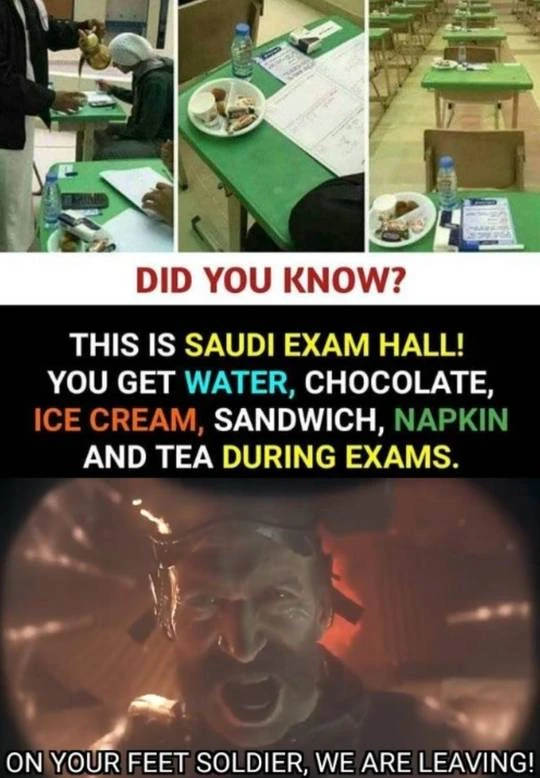 DID YOU KNOW?
THIS IS SAUDI EXAM HALL!
YOU GET WATER, CHOCOLATE,
ICE CREAM, SANDWICH, NAPKIN
AND TEA DURING EXAMS.
ON YOUR FEET SOLDIER, WE ARE LEAVING!